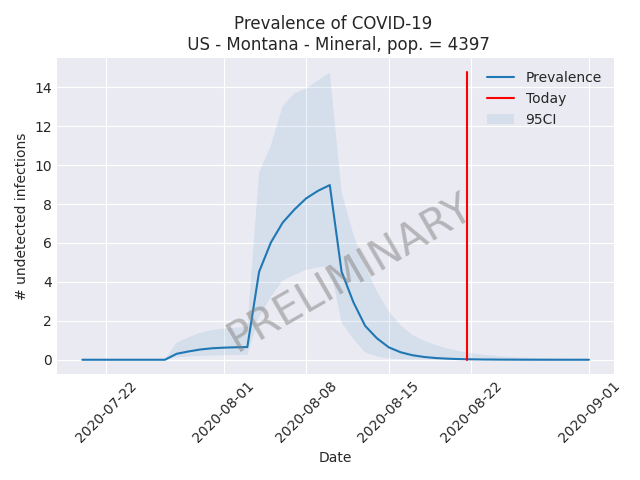 Prevalence of COVID-19
US - Montana - Mineral, pop. = 4397
14
12
10
8
6
4
2
0
# undetected infections
Prevalence
Today
95CI
PRELIMINARY
2020-07-22
2020-08-01
2020-08-08
2020-08-15
2020-08-22
2020-09-01
Date